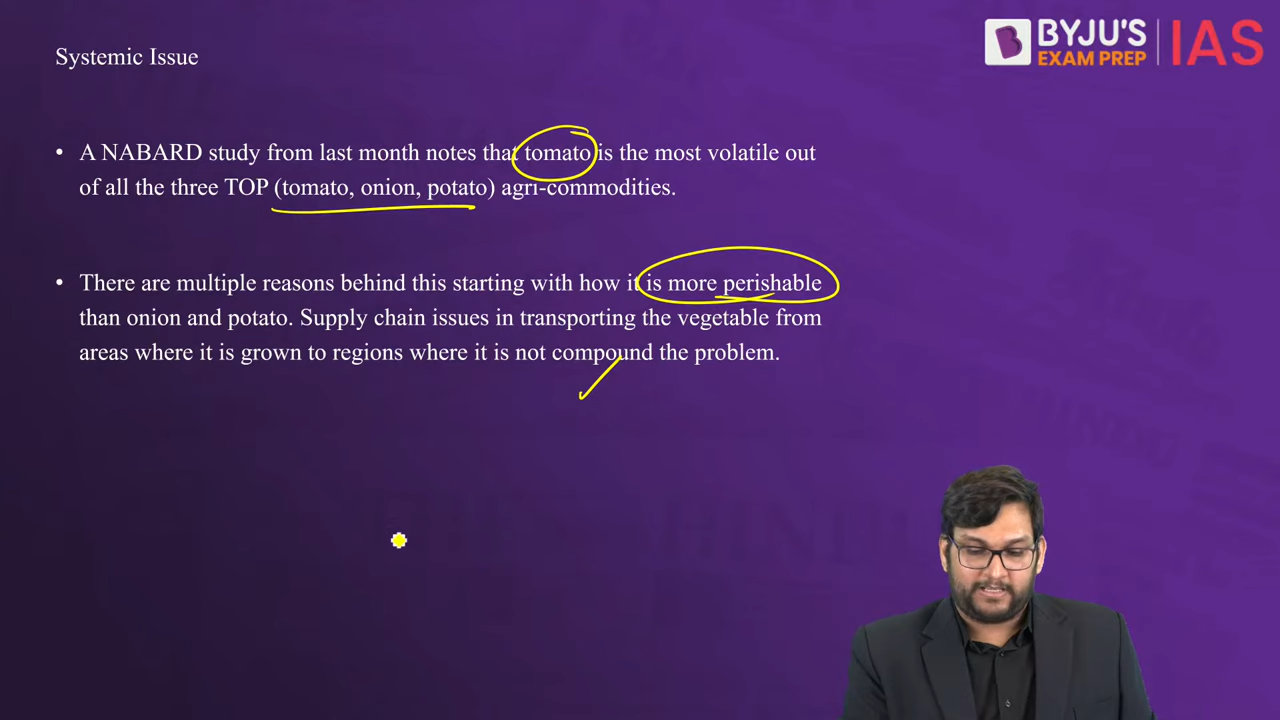 Systemic Issue
BYJU'S
EXAM PREP
IAS
• A NABARD study from last month notes that tomato is the most volatile out
of all the three TOP (tomato, onion, potato) agri-commodities.
• There are multiple reasons behind this starting with how it is more perishable
than onion and potato. Supply chain issues in transporting the vegetable from
areas where it is grown to regions where it is not compound the problem.